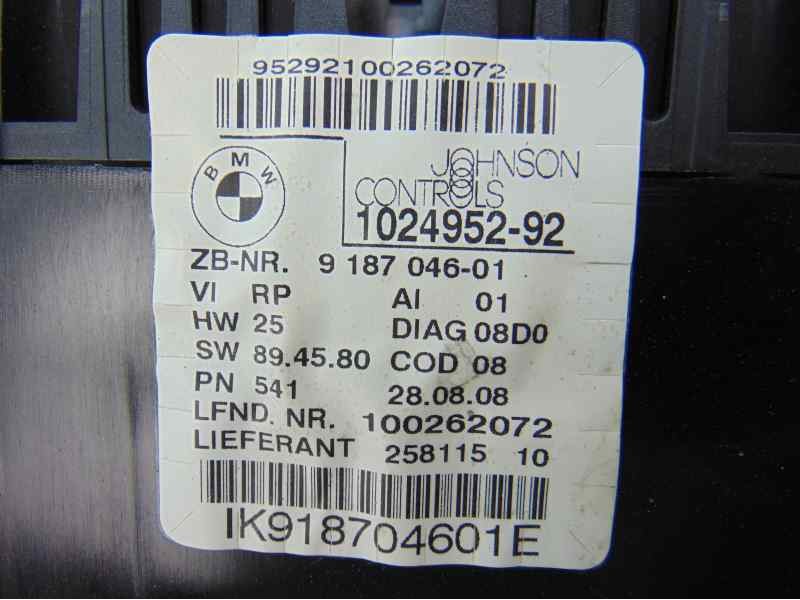 95292100262072
BMW
JOHNSON
CONTROLS
1024952-92
ZB-NR. 9 187 046-01
VI RP AI 01
HW 25 DIAG 08D0
SW 89.45.80 COD 08
PN 541 28.08.08
LFND. NR. 100262072
LIEFERANT 258115 10
IK918704601E